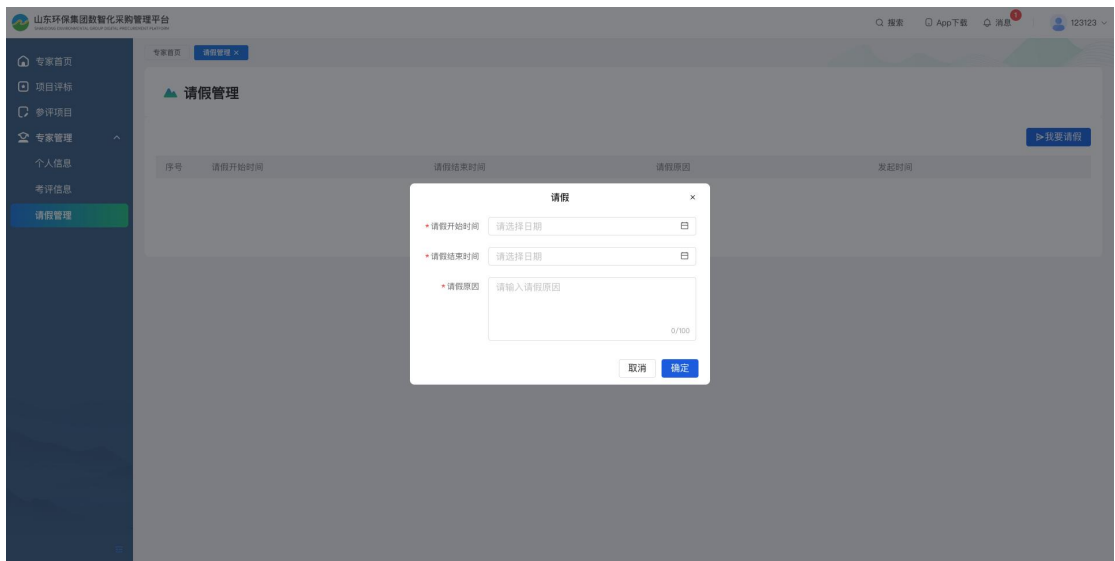 山东环保集团数智化采购管理平台
搜索 App下载 消息 1 123123
专家首页
项目评标
参评项目
专家管理
个人信息
考评信息
请假管理
专家首页 请假管理 ×
请假管理
我要请假
序号 请假开始时间 请假结束时间 请假原因 发起时间
请假 ×
*请假开始时间 请选择日期
*请假结束时间 请选择日期
*请假原因 请输入请假原因
0/100
取消 确定